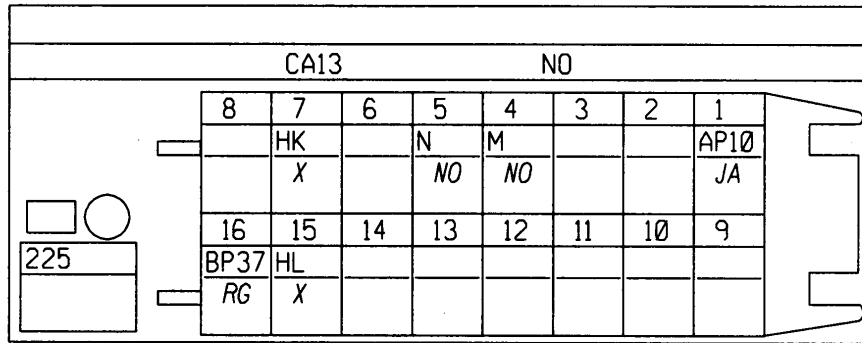 CA13 NO
8 7 6 5 4 3 2 1
HK N M AP10
X NO NO JA
16 15 14 13 12 11 10 9
225 BP37 HL
RG X